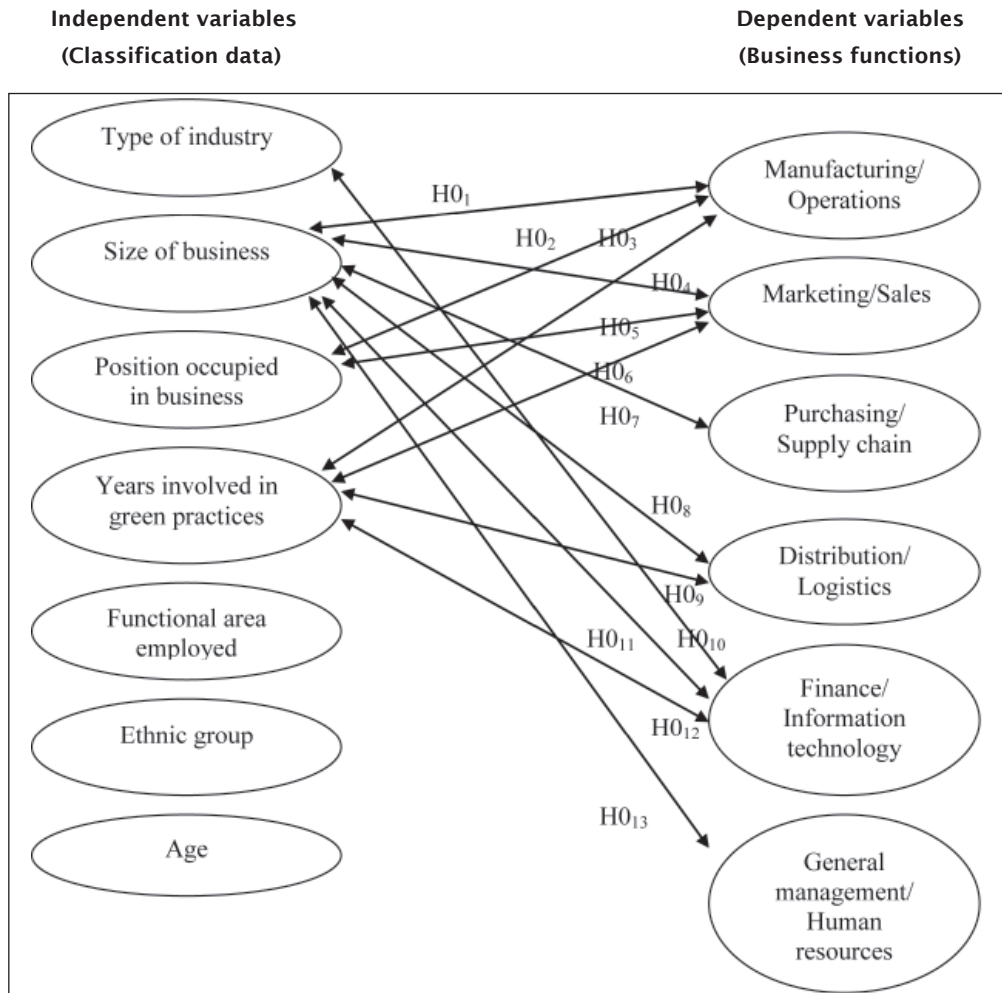 Independent variables
(Classification data)
Dependent variables
(Business functions)
Type of industry
Size of business
Position occupied
in business
Years involved in
green practices
Functional area
employed
Ethnic group
Age
H0₁
H0₂
H0₃
H0₄
H0₅
H0₆
H0₇
H0₈
H0₉
H0₁₁
H0₁₀
H0₁₂
H0₁₃
Manufacturing/
Operations
Marketing/Sales
Purchasing/
Supply chain
Distribution/
Logistics
Finance/
Information
technology
General
management/
Human
resources